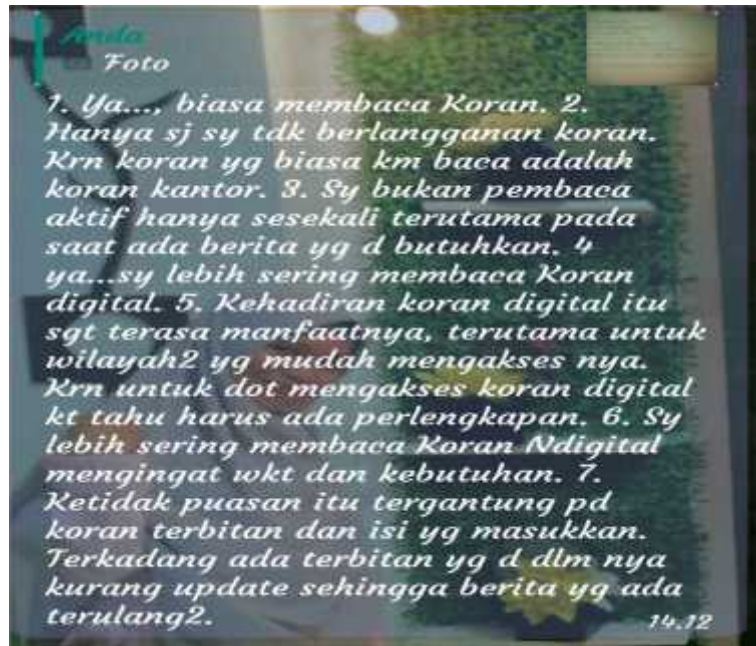 Anda
Foto
1. Ya..., biasa membaca Koran. 2.
Hanya sj sy tdk berlangganan koran.
Krn koran yg biasa km baca adalah
koran kantor. 3. Sy bukan pembaca
aktif hanya sesekali terutama pada
saat ada berita yg d butuhkan. 4
ya...sy lebih sering membaca Koran
digital. 5. Kehadiran koran digital itu
sgt terasa manfaatnya, terutama untuk
wilayah2 yg mudah mengakses nya.
Krn untuk dot mengakses koran digital
kt tahu harus ada perlengkapan. 6. Sy
lebih sering membaca Koran Ndigital
mengingat wkt dan kebutuhan. 7.
Ketidak puasan itu tergantung pd
koran terbitan dan isi yg masukkan.
Terkadang ada terbitan yg d dlm nya
kurang update sehingga berita yg ada
terulang2.
14.12